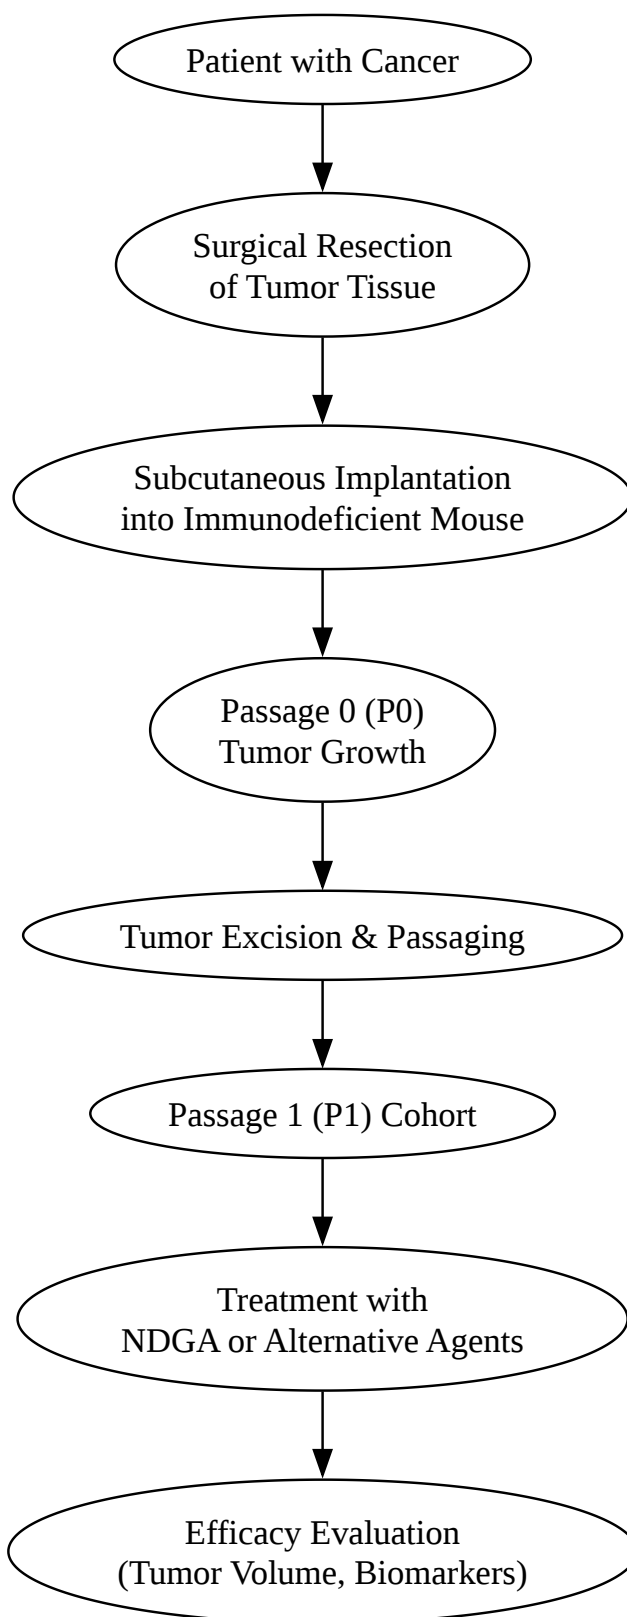 Patient with Cancer
Surgical Resection
of Tumor Tissue
Subcutaneous Implantation
into Immunodeficient Mouse
Passage 0 (P0)
Tumor Growth
Tumor Excision & Passaging
Passage 1 (P1) Cohort
Treatment with
NDGA or Alternative Agents
Efficacy Evaluation
(Tumor Volume, Biomarkers)